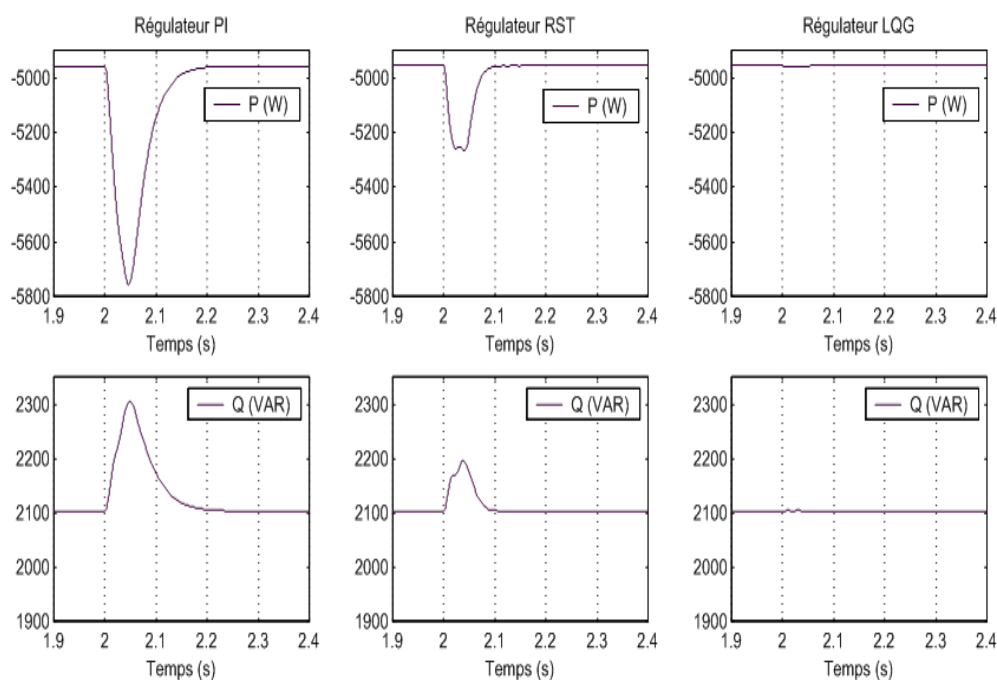 Régulateur PI
Régulateur RST
Régulateur LQG
-5000
-5200
-5400
-5600
-5800
P (W)
1.9 2 2.1 2.2 2.3 2.4
Temps (s)
-5000
-5200
-5400
-5600
-5800
P (W)
1.9 2 2.1 2.2 2.3 2.4
Temps (s)
-5000
-5200
-5400
-5600
-5800
P (W)
1.9 2 2.1 2.2 2.3 2.4
Temps (s)
2300
2200
2100
2000
1900
Q (VAR)
1.9 2 2.1 2.2 2.3 2.4
Temps (s)
2300
2200
2100
2000
1900
Q (VAR)
1.9 2 2.1 2.2 2.3 2.4
Temps (s)
2300
2200
2100
2000
1900
Q (VAR)
1.9 2 2.1 2.2 2.3 2.4
Temps (s)